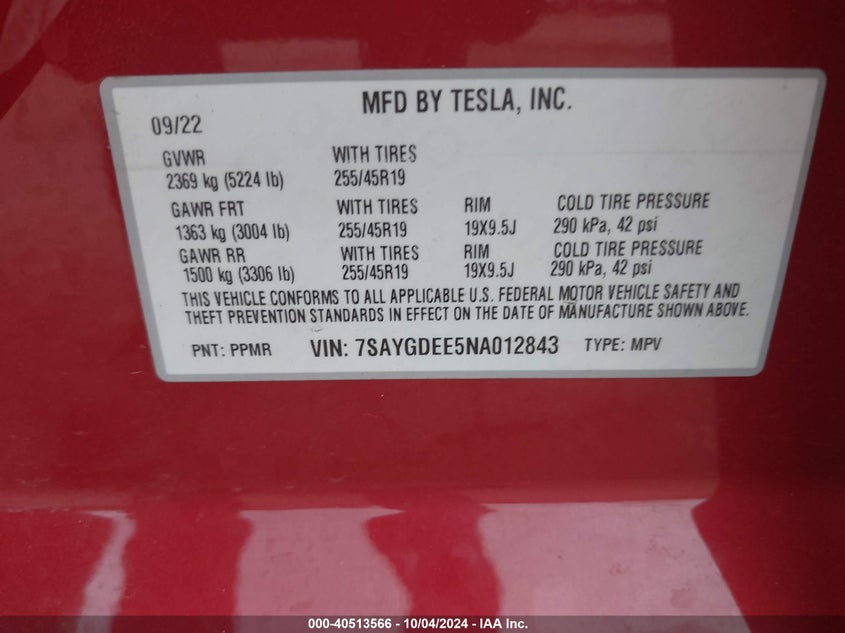 MFD BY TESLA, INC.
09/22
GVWR WITH TIRES
2369 kg (5224 lb) 255/45R19
GAWR FRT WITH TIRES RIM COLD TIRE PRESSURE
1363 kg (3004 lb) 255/45R19 19X9.5J 290 kPa, 42 psi
GAWR RR WITH TIRES RIM COLD TIRE PRESSURE
1500 kg (3306 lb) 255/45R19 19X9.5J 290 kPa, 42 psi
THIS VEHICLE CONFORMS TO ALL APPLICABLE U.S. FEDERAL MOTOR VEHICLE SAFETY AND
THEFT PREVENTION STANDARDS IN EFFECT ON THE DATE OF MANUFACTURE SHOWN ABOVE.
PNT: PPMR VIN: 7SAYGDEE5NA012843 TYPE: MPV
000-40513566 - 10/04/2024 - IAA Inc.